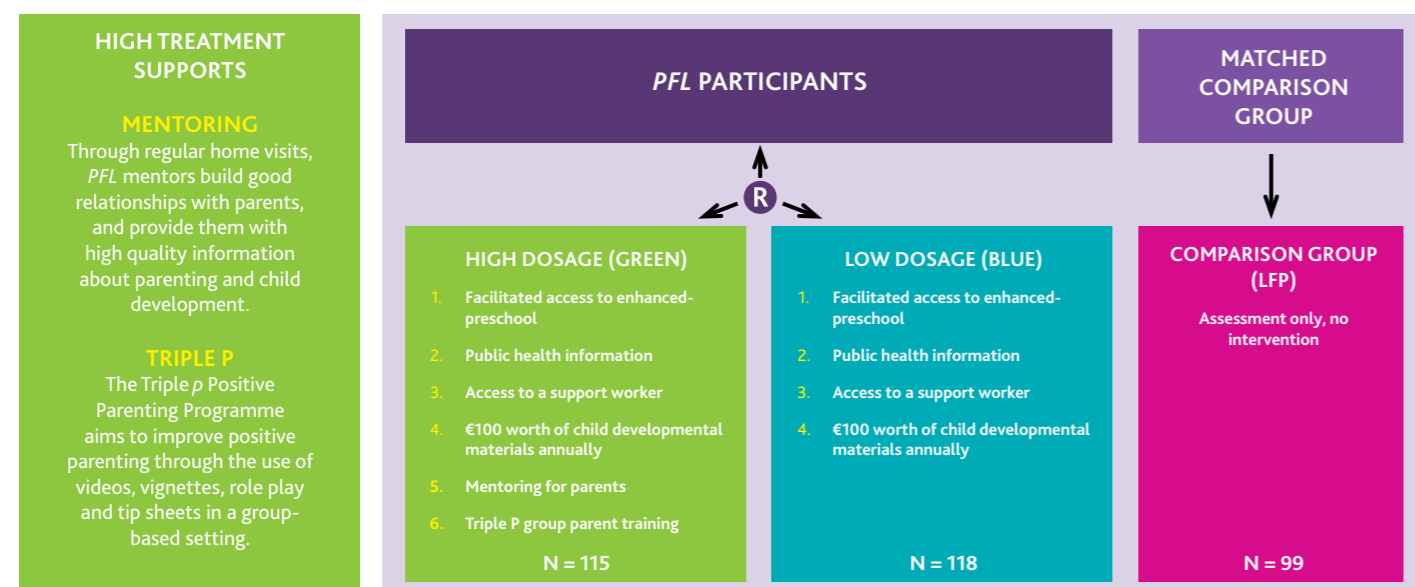 HIGH TREATMENT
SUPPORTS
MENTORING
Through regular home visits,
PFL mentors build good
relationships with parents,
and provide them with
high quality information
about parenting and child
development.
TRIPLE P
The Triple p Positive
Parenting Programme
aims to improve positive
parenting through the use of
videos, vignettes, role play
and tip sheets in a group-
based setting.
PFL PARTICIPANTS
MATCHED
COMPARISON
GROUP
R
HIGH DOSAGE (GREEN)
1. Facilitated access to enhanced-
preschool
2. Public health information
3. Access to a support worker
4. €100 worth of child developmental
materials annually
5. Mentoring for parents
6. Triple P group parent training
N = 115
LOW DOSAGE (BLUE)
1. Facilitated access to enhanced-
preschool
2. Public health information
3. Access to a support worker
4. €100 worth of child developmental
materials annually
N = 118
COMPARISON GROUP
(LFP)
Assessment only, no
intervention
N = 99